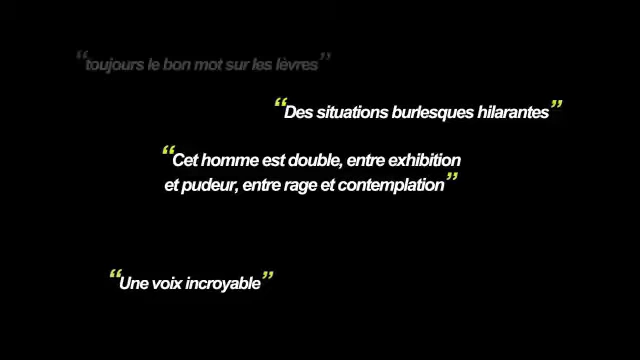 “toujours le bon mot sur les lèvres”
“Des situations burlesques hilarantes”
“Cet homme est double, entre exhibition
et pudeur, entre rage et contemplation”
“Une voix incroyable”